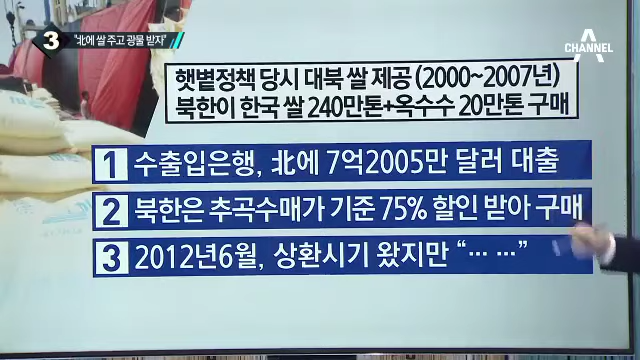 3 "北에 쌀 주고 광물 받자"
CHANNEL A
햇볕정책 당시 대북 쌀 제공 (2000~2007년)
북한이 한국 쌀 240만톤+옥수수 20만톤 구매
1 수출입은행, 北에 7억2005만 달러 대출
2 북한은 추곡수매가 기준 75% 할인 받아 구매
3 2012년6월, 상환시기 왔지만 “… …”